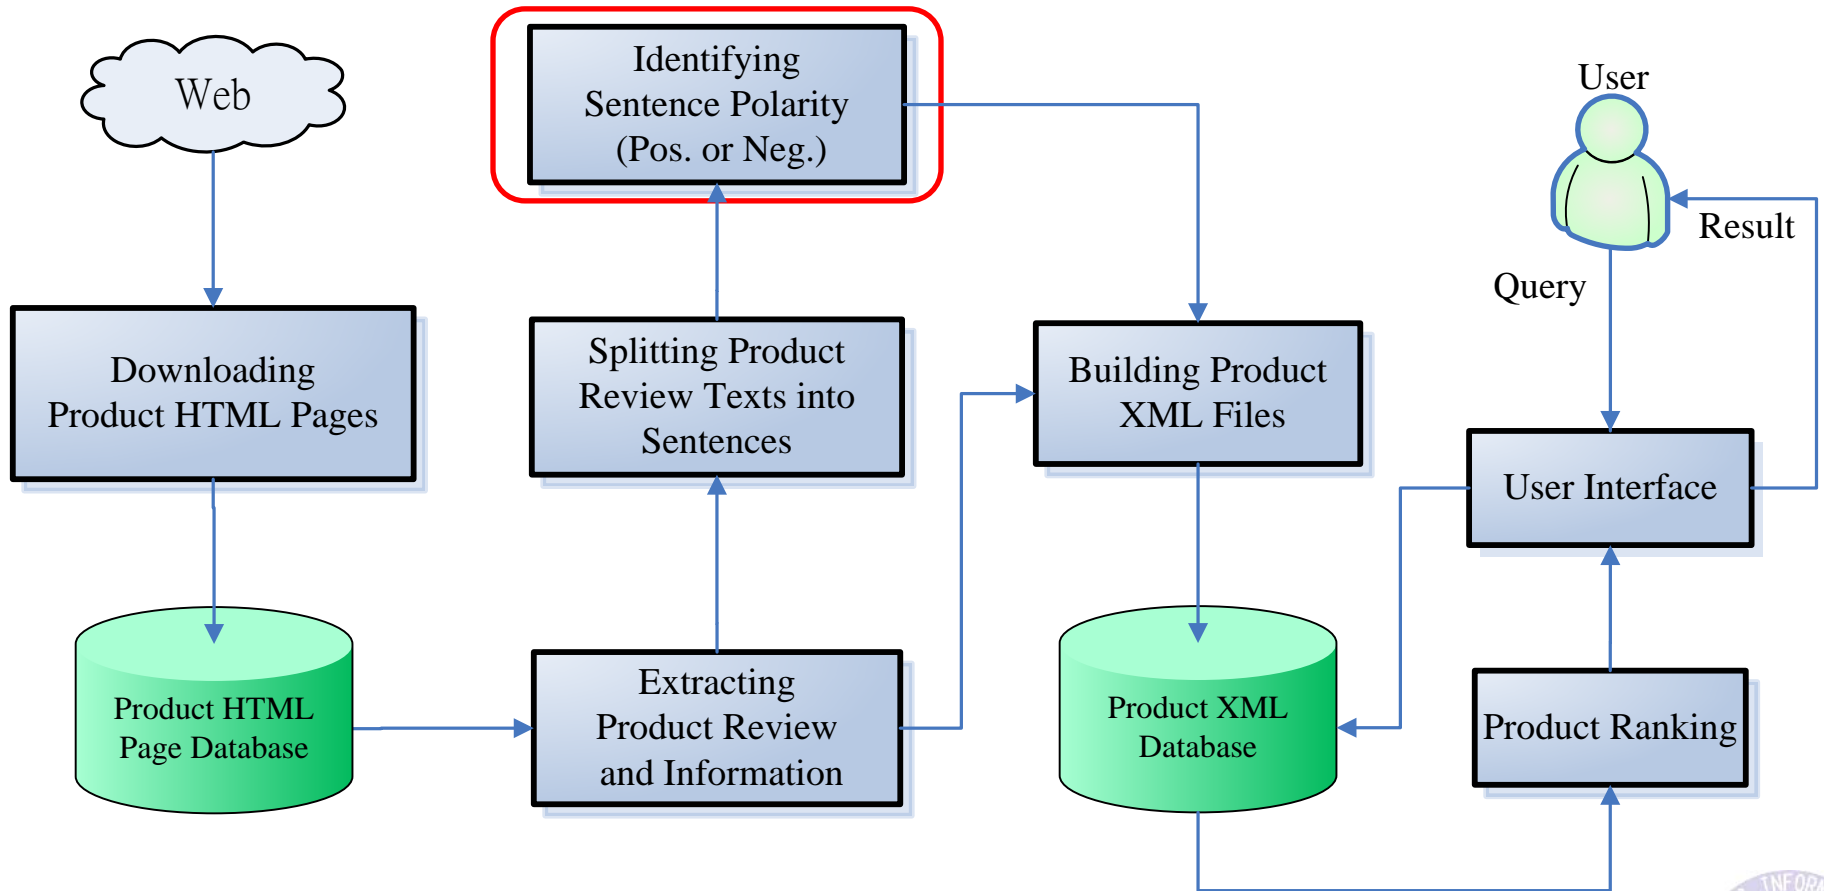 Web
Identifying
Sentence Polarity
(Pos. or Neg.)
User
Result
Query
Downloading
Product HTML Pages
Splitting Product
Review Texts into
Sentences
Building Product
XML Files
User Interface
Product HTML
Page Database
Extracting
Product Review
and Information
Product XML
Database
Product Ranking